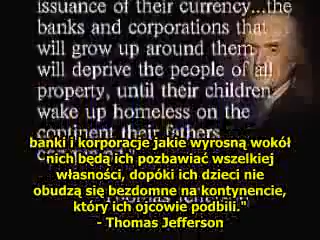 issuance of their currency...the
banks and corporations that
will grow up around them
will deprive the people of all
property, until their children
wake up homeless on the
continent their fathers
banki i korporacje jakie wyrosną wokół
nich będą ich pozbawiać wszelkiej
własności, dopóki ich dzieci nie
obudzą się bezdomne na kontynencie,
który ich ojcowie podbili."
- Thomas Jefferson